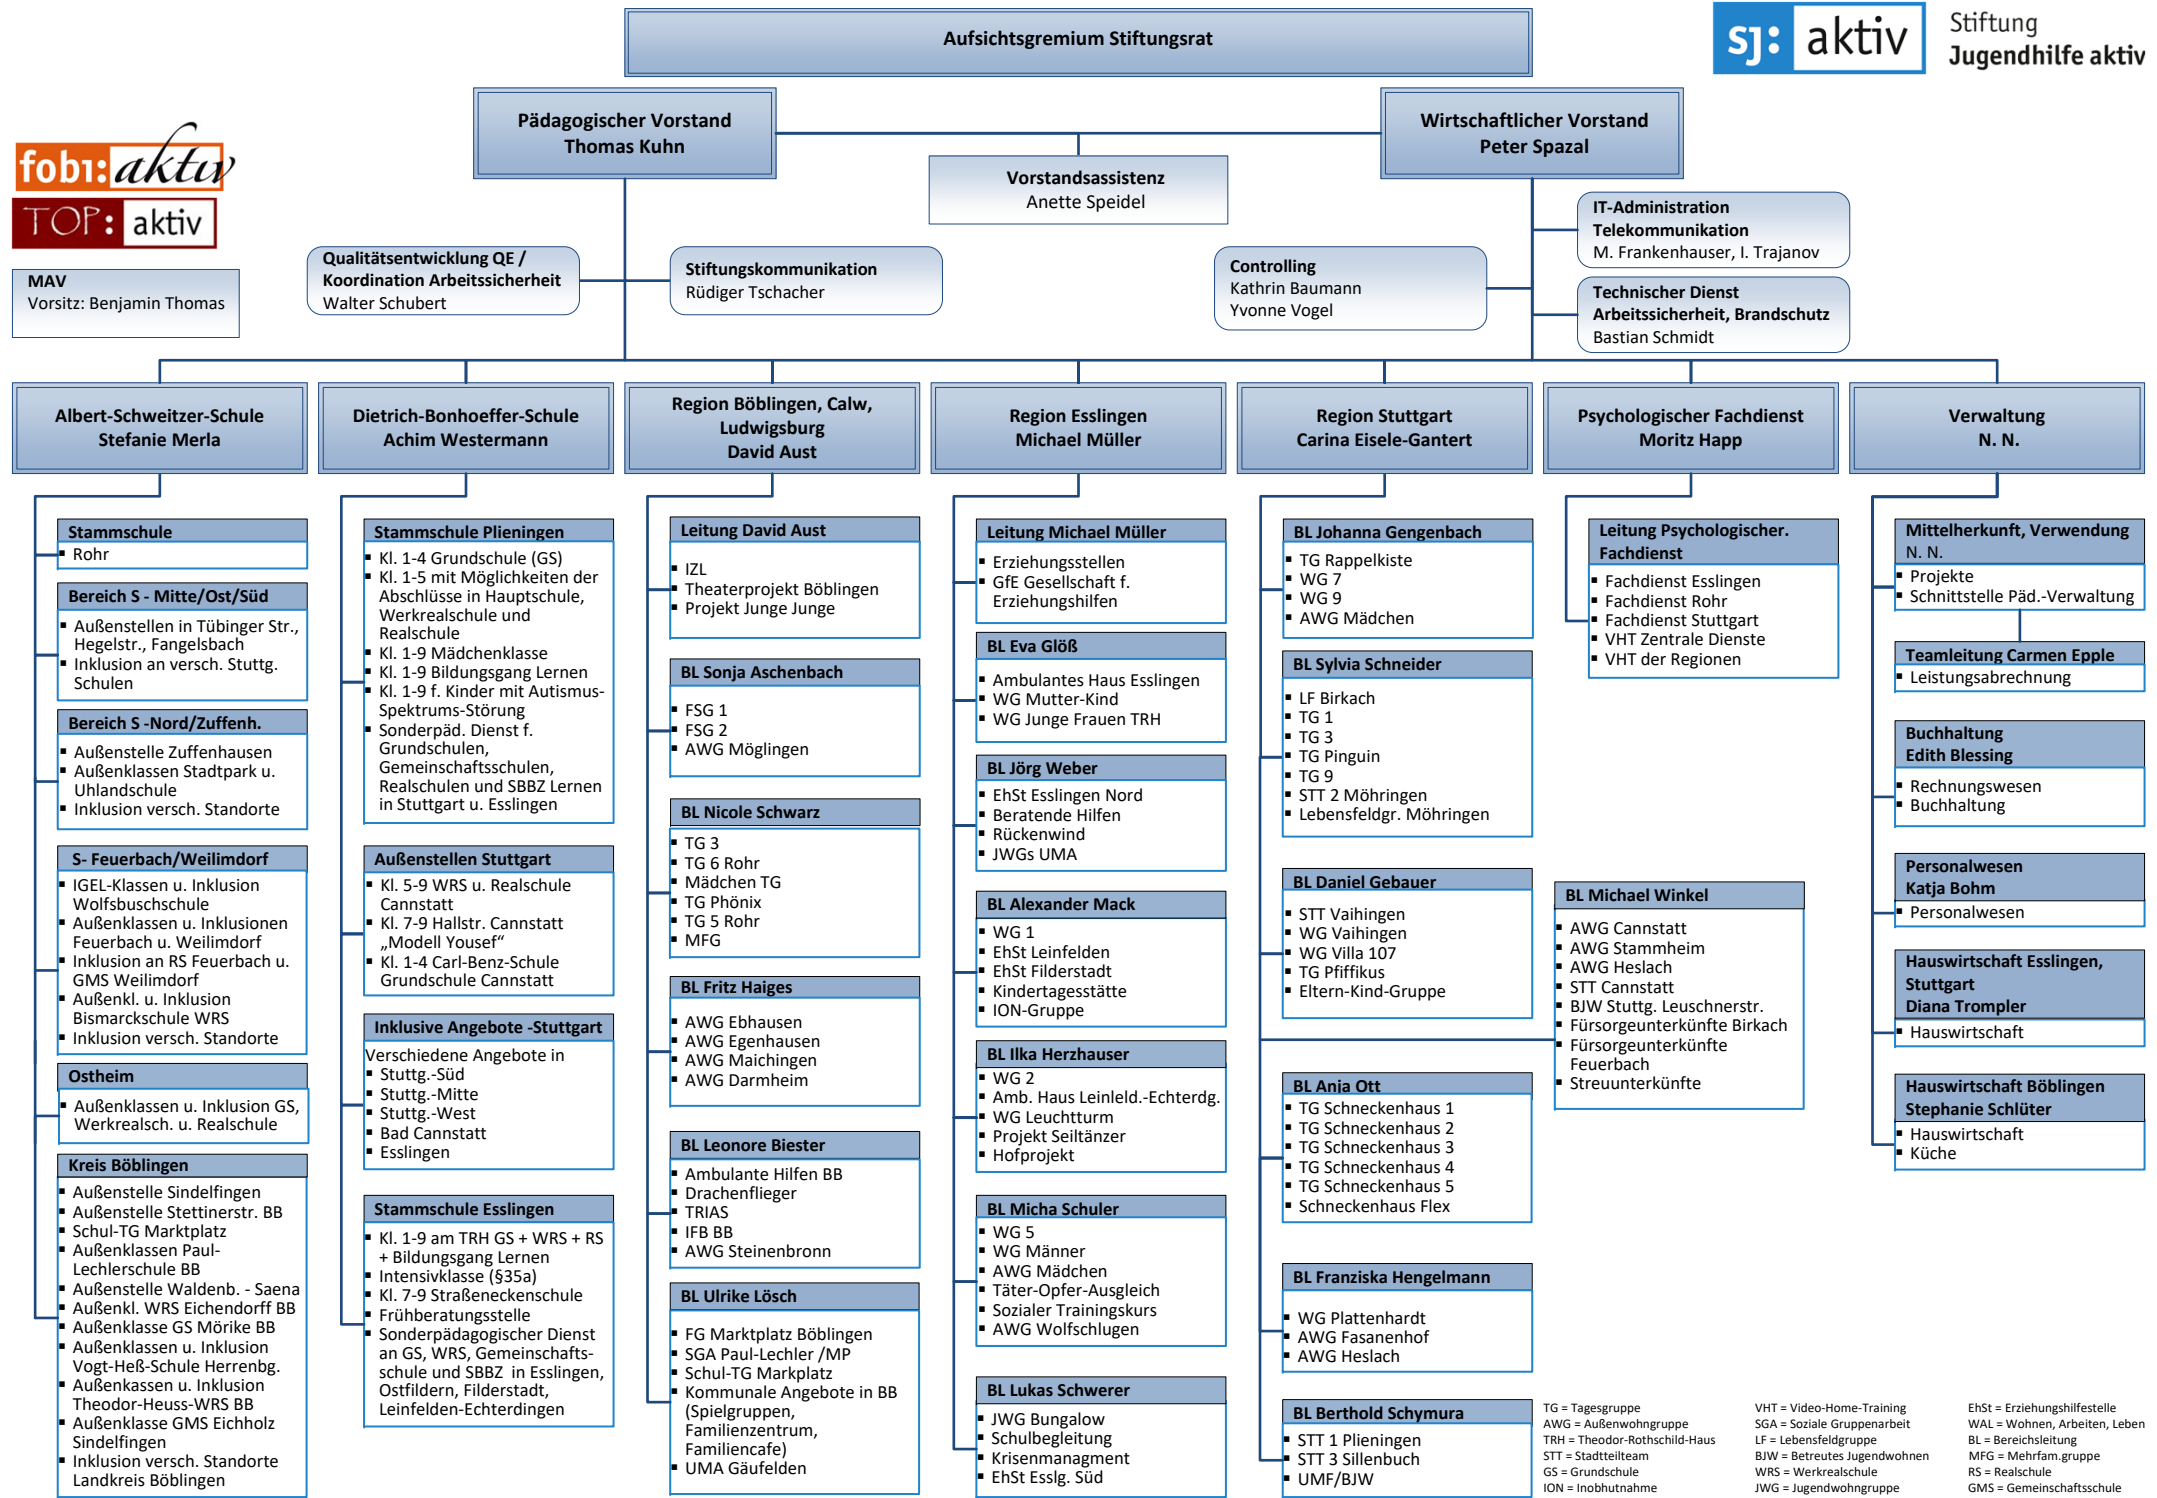 Aufsichtsgremium Stiftungsrat
sj: aktiv
Stiftung
Jugendhilfe aktiv
Pädagogischer Vorstand
Thomas Kuhn
Wirtschaftlicher Vorstand
Peter Spazal
fobi: aktiv
TOP: aktiv
Vorstandsassistenz
Anette Speidel
IT-Administration
Telekommunikation
M. Frankenhauser, I. Trajanov
MAV
Vorsitz: Benjamin Thomas
Qualitätsentwicklung QE /
Koordination Arbeitssicherheit
Walter Schubert
Stiftungskommunikation
Rüdiger Tschacher
Controlling
Kathrin Baumann
Yvonne Vogel
Technischer Dienst
Arbeitssicherheit, Brandschutz
Bastian Schmidt
Albert-Schweitzer-Schule
Stefanie Merla
Dietrich-Bonhoeffer-Schule
Achim Westermann
Region Böblingen, Calw,
Ludwigsburg
David Aust
Region Esslingen
Michael Müller
Region Stuttgart
Carina Eisele-Gantert
Psychologischer Fachdienst
Moritz Happ
Verwaltung
N. N.
Stammschule
▪ Rohr
Bereich S - Mitte/Ost/Süd
▪ Außenstellen in Tübinger Str.,
Hegelstr., Fangelsbach
▪ Inklusion an versch. Stuttg.
Schulen
Bereich S -Nord/Zuffenh.
▪ Außenstelle Zuffenhausen
▪ Außenklassen Stadtpark u.
Uhlandschule
▪ Inklusion versch. Standorte
S- Feuerbach/Weilimdorf
▪ IGEL-Klassen u. Inklusion
Wolfsbuschschule
▪ Außenklassen u. Inklusionen
Feuerbach u. Weilimdorf
▪ Inklusion an RS Feuerbach u.
GMS Weilimdorf
▪ Außenkl. u. Inklusion
Bismarckschule WRS
▪ Inklusion versch. Standorte
Ostheim
▪ Außenklassen u. Inklusion GS,
Werkrealsch. u. Realschule
Kreis Böblingen
▪ Außenstelle Sindelfingen
▪ Außenstelle Stettinerstr. BB
▪ Schul-TG Marktplatz
▪ Außenklassen Paul-
Lechlerschule BB
▪ Außenstelle Waldenb. - Saena
▪ Außenkl. WRS Eichendorff BB
▪ Außenklasse GS Mörike BB
▪ Außenklassen u. Inklusion
Vogt-Heß-Schule Herrenbg.
▪ Außenkassen u. Inklusion
Theodor-Heuss-WRS BB
▪ Außenklasse GMS Eichholz
Sindelfingen
▪ Inklusion versch. Standorte
Landkreis Böblingen
Stammschule Plieningen
▪ Kl. 1-4 Grundschule (GS)
▪ Kl. 1-5 mit Möglichkeiten der
Abschlüsse in Hauptschule,
Werkrealschule und
Realschule
▪ Kl. 1-9 Mädchenklasse
▪ Kl. 1-9 Bildungsgang Lernen
▪ Kl. 1-9 f. Kinder mit Autismus-
Spektrums-Störung
▪ Sonderpäd. Dienst f.
Grundschulen,
Gemeinschaftsschulen,
Realschulen und SBBZ Lernen
in Stuttgart u. Esslingen
Außenstellen Stuttgart
▪ Kl. 5-9 WRS u. Realschule
Cannstatt
▪ Kl. 7-9 Hallstr. Cannstatt
„Modell Yousef“
▪ Kl. 1-4 Carl-Benz-Schule
Grundschule Cannstatt
Inklusive Angebote -Stuttgart
Verschiedene Angebote in
▪ Stuttg.-Süd
▪ Stuttg.-Mitte
▪ Stuttg.-West
▪ Bad Cannstatt
▪ Esslingen
Stammschule Esslingen
▪ Kl. 1-9 am TRH GS + WRS + RS
+ Bildungsgang Lernen
▪ Intensivklasse (§35a)
▪ Kl. 7-9 Straßeneckenschule
▪ Frühberatungsstelle
▪ Sonderpädagogischer Dienst
an GS, WRS, Gemeinschafts-
schule und SBBZ in Esslingen,
Ostfildern, Filderstadt,
Leinfelden-Echterdingen
Leitung David Aust
▪ IZL
▪ Theaterprojekt Böblingen
▪ Projekt Junge Junge
BL Sonja Aschenbach
▪ FSG 1
▪ FSG 2
▪ AWG Möglingen
BL Nicole Schwarz
▪ TG 3
▪ TG 6 Rohr
▪ Mädchen TG
▪ TG Phönix
▪ TG 5 Rohr
▪ MFG
BL Fritz Haiges
▪ AWG Ebhausen
▪ AWG Egenhausen
▪ AWG Maichingen
▪ AWG Darmheim
BL Leonore Biester
▪ Ambulante Hilfen BB
▪ Drachenflieger
▪ TRIAS
▪ IFB BB
▪ AWG Steinenbronn
BL Ulrike Lösch
▪ FG Marktplatz Böblingen
▪ SGA Paul-Lechler /MP
▪ Schul-TG Markplatz
▪ Kommunale Angebote in BB
(Spielgruppen,
Familienzentrum,
Familiencafe)
▪ UMA Gäufelden
Leitung Michael Müller
▪ Erziehungsstellen
▪ GfE Gesellschaft f.
Erziehungshilfen
BL Eva Glöß
▪ Ambulantes Haus Esslingen
▪ WG Mutter-Kind
▪ WG Junge Frauen TRH
BL Jörg Weber
▪ EhSt Esslingen Nord
▪ Beratende Hilfen
▪ Rückenwind
▪ JWGs UMA
BL Alexander Mack
▪ WG 1
▪ EhSt Leinfelden
▪ EhSt Filderstadt
▪ Kindertagesstätte
▪ ION-Gruppe
BL Ilka Herzhauser
▪ WG 2
▪ Amb. Haus Leinleld.-Echterdg.
▪ WG Leuchtturm
▪ Projekt Seiltänzer
▪ Hofprojekt
BL Micha Schuler
▪ WG 5
▪ WG Männer
▪ AWG Mädchen
▪ Täter-Opfer-Ausgleich
▪ Sozialer Trainingskurs
▪ AWG Wolfschlugen
BL Lukas Schwerer
▪ JWG Bungalow
▪ Schulbegleitung
▪ Krisenmanagment
▪ EhSt Esslg. Süd
BL Johanna Gengenbach
▪ TG Rappelkiste
▪ WG 7
▪ WG 9
▪ AWG Mädchen
BL Sylvia Schneider
▪ LF Birkach
▪ TG 1
▪ TG 3
▪ TG Pinguin
▪ TG 9
▪ STT 2 Möhringen
▪ Lebensfeldgr. Möhringen
BL Daniel Gebauer
▪ STT Vaihingen
▪ WG Vaihingen
▪ WG Villa 107
▪ TG Pfiffikus
▪ Eltern-Kind-Gruppe
BL Michael Winkel
▪ AWG Cannstatt
▪ AWG Stammheim
▪ AWG Heslach
▪ STT Cannstatt
▪ BJW Stuttg. Leuschnerstr.
▪ Fürsorgeunterkünfte Birkach
▪ Fürsorgeunterkünfte
Feuerbach
▪ Streuunterkünfte
BL Anja Ott
▪ TG Schneckenhaus 1
▪ TG Schneckenhaus 2
▪ TG Schneckenhaus 3
▪ TG Schneckenhaus 4
▪ TG Schneckenhaus 5
▪ Schneckenhaus Flex
BL Franziska Hengelmann
▪ WG Plattenhardt
▪ AWG Fasanenhof
▪ AWG Heslach
BL Berthold Schymura
▪ STT 1 Plieningen
▪ STT 3 Sillenbuch
▪ UMF/BJW
Leitung Psychologischer.
Fachdienst
▪ Fachdienst Esslingen
▪ Fachdienst Rohr
▪ Fachdienst Stuttgart
▪ VHT Zentrale Dienste
▪ VHT der Regionen
Mittelherkunft, Verwendung
N. N.
▪ Projekte
▪ Schnittstelle Päd.-Verwaltung
Teamleitung Carmen Epple
▪ Leistungsabrechnung
Buchhaltung
Edith Blessing
▪ Rechnungswesen
▪ Buchhaltung
Personalwesen
Katja Bohm
▪ Personalwesen
Hauswirtschaft Esslingen,
Stuttgart
Diana Trompler
▪ Hauswirtschaft
Hauswirtschaft Böblingen
Stephanie Schlüter
▪ Hauswirtschaft
▪ Küche
TG = Tagesgruppe
AWG = Außenwohngruppe
TRH = Theodor-Rothschild-Haus
STT = Stadtteilteam
GS = Grundschule
ION = Inobhutnahme
VHT = Video-Home-Training
SGA = Soziale Gruppenarbeit
LF = Lebensfeldgruppe
BJW = Betreutes Jugendwohnen
WRS = Werkrealschule
JWG = Jugendwohngruppe
EhSt = Erziehungshilfestelle
WAL = Wohnen, Arbeiten, Leben
BL = Bereichsleitung
MFG = Mehrfam.gruppe
RS = Realschule
GMS = Gemeinschaftsschule